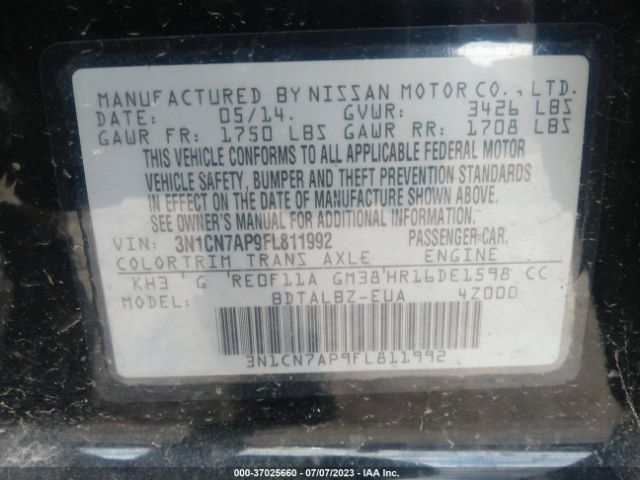 MANUFACTURED BY NISSAN MOTOR CO., LTD.
DATE: 05/14. GVWR: 3426 LBS
GAWR FR: 1750 LBS GAWR RR: 1708 LBS
THIS VEHICLE CONFORMS TO ALL APPLICABLE FEDERAL MOTOR
VEHICLE SAFETY, BUMPER AND THEFT PREVENTION STANDARDS
IN EFFECT ON THE DATE OF MANUFACTURE SHOWN ABOVE.
SEE OWNER'S MANUAL FOR ADDITIONAL INFORMATION.
VIN: 3N1CN7AP9FL811992 PASSENGER-CAR.
COLOR TRIM TRANS AXLE ENGINE
KH3 ' G 'RE0F11A GM38'HR16DE1598 CC
BDTALBZ-EUA 4Z000
3N1CN7AP9FL811992
000-37025660 - 07/07/2023 - IAA Inc.